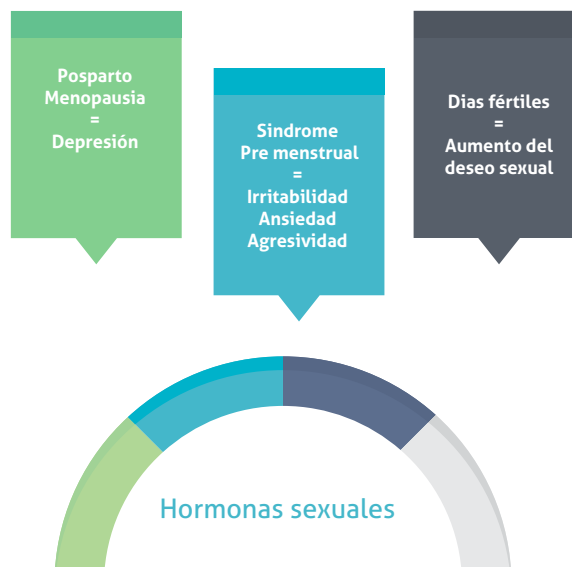 Posparto
Menopausia
=
Depresión
Sindrome
Pre menstrual
=
Irritabilidad
Ansiedad
Agresividad
Dias fértiles
=
Aumento del
deseo sexual
Hormonas sexuales